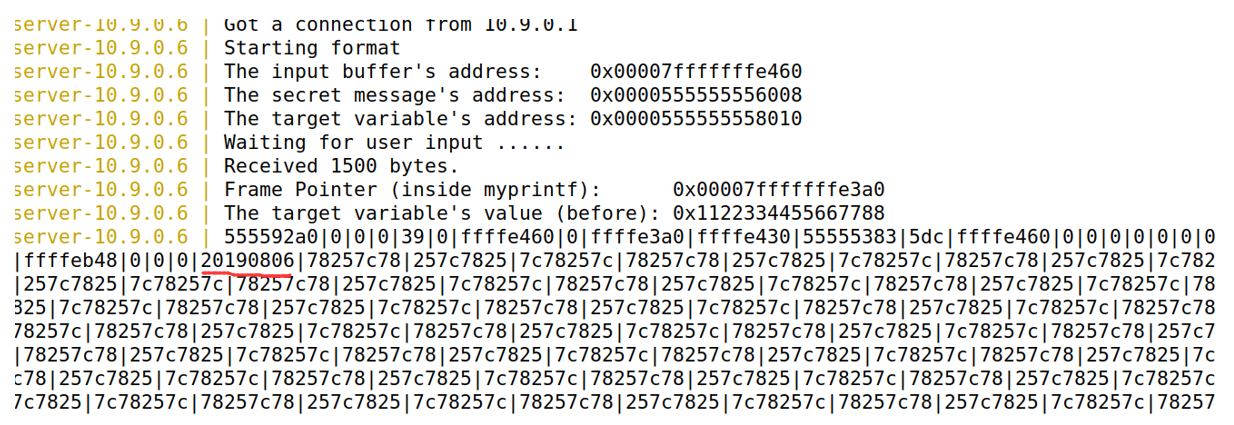 server-10.9.0.6 | Got a connection from 10.9.0.1
server-10.9.0.6 | Starting format
server-10.9.0.6 | The input buffer's address:    0x00007fffffffe460
server-10.9.0.6 | The secret message's address:  0x0000555555556008
server-10.9.0.6 | The target variable's address: 0x0000555555558010
server-10.9.0.6 | Waiting for user input ......
server-10.9.0.6 | Received 1500 bytes.
server-10.9.0.6 | Frame Pointer (inside myprintf):      0x00007fffffffe3a0
server-10.9.0.6 | The target variable's value (before): 0x1122334455667788
server-10.9.0.6 | 555592a0|0|0|0|39|0|ffffe460|0|ffffe3a0|ffffe430|55555383|5dc|ffffe460|0|0|0|0|0|0|0
|ffffeb48|0|0|0|20190806|78257c78|257c7825|7c78257c|78257c78|257c7825|7c78257c|78257c78|257c7825|7c782
|257c7825|7c78257c|78257c78|257c7825|7c78257c|78257c78|257c7825|7c78257c|78257c78|257c7825|7c78257c|78
825|7c78257c|78257c78|257c7825|7c78257c|78257c78|257c7825|7c78257c|78257c78|257c7825|7c78257c|78257c78
78257c|78257c78|257c7825|7c78257c|78257c78|257c7825|7c78257c|78257c78|257c7825|7c78257c|78257c78|257c7
|78257c78|257c7825|7c78257c|78257c78|257c7825|7c78257c|78257c78|257c7825|7c78257c|78257c78|257c7825|7c
c78|257c7825|7c78257c|78257c78|257c7825|7c78257c|78257c78|257c7825|7c78257c|78257c78|257c7825|7c78257c
7c7825|7c78257c|78257c78|257c7825|7c78257c|78257c78|257c7825|7c78257c|78257c78|257c7825|7c78257c|78257